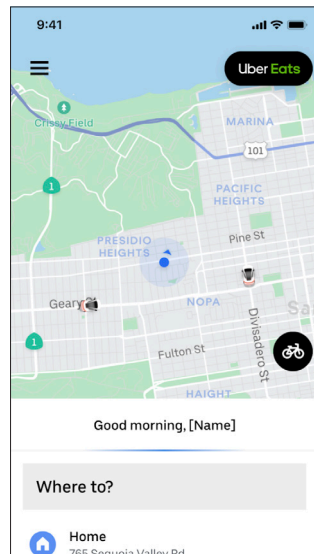 9:41
Uber Eats
Crissy Field
MARINA
101
1
PACIFIC
HEIGHTS
PRESIDIO
HEIGHTS
Pine St
Geary
NOPA
Divisadero St
1
Fulton St
HAIGHT
Good morning, [Name]
Where to?
Home
765 Sequoia Valley Rd